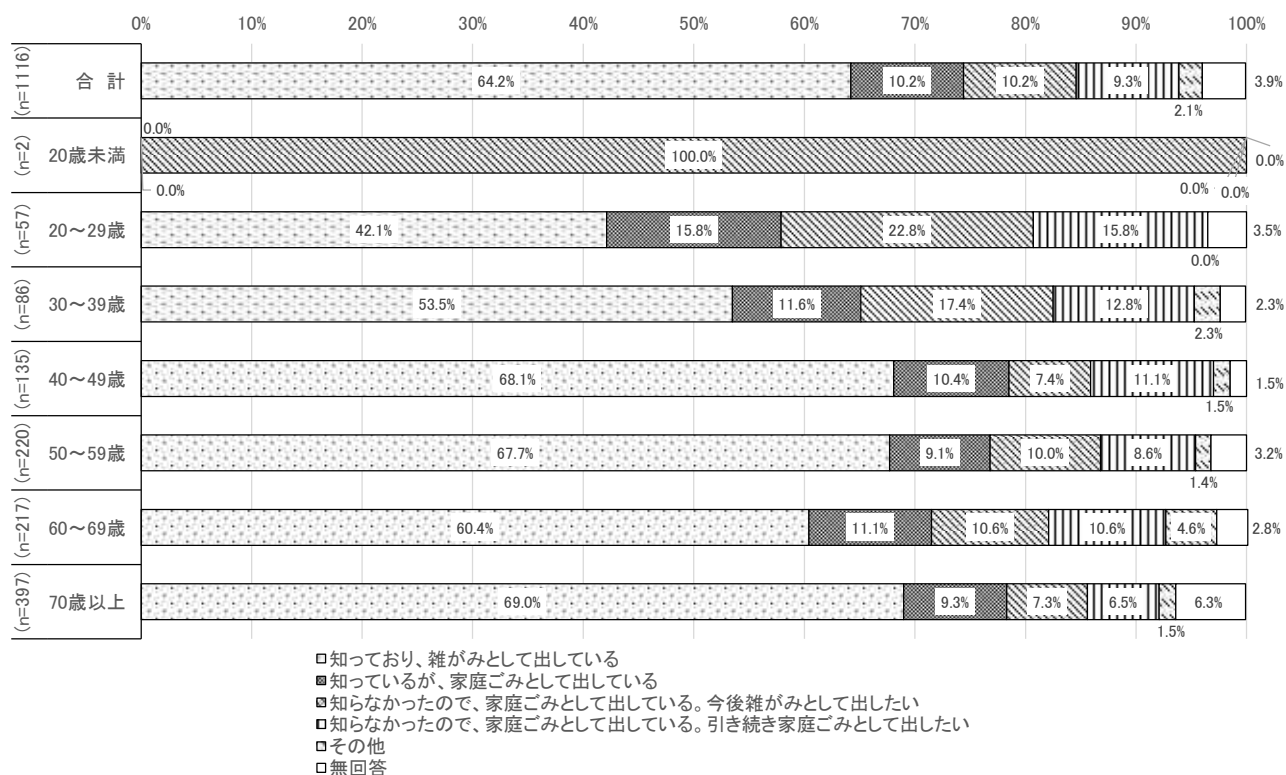 0% 10% 20% 30% 40% 50% 60% 70% 80% 90% 100%
(n=1116) 合 計 64.2% 10.2% 10.2% 9.3% 2.1% 3.9%
(n=2) 20歳未満 0.0% 0.0% 100.0% 0.0% 0.0% 0.0%
(n=57) 20～29歳 42.1% 15.8% 22.8% 15.8% 0.0% 3.5%
(n=86) 30～39歳 53.5% 11.6% 17.4% 12.8% 2.3% 2.3%
(n=135) 40～49歳 68.1% 10.4% 7.4% 11.1% 1.5% 1.5%
(n=220) 50～59歳 67.7% 9.1% 10.0% 8.6% 1.4% 3.2%
(n=217) 60～69歳 60.4% 11.1% 10.6% 10.6% 4.6% 2.8%
(n=397) 70歳以上 69.0% 9.3% 7.3% 6.5% 1.5% 6.3%
知っており、雑がみとして出している
知っているが、家庭ごみとして出している
知らなかったので、家庭ごみとして出している。今後雑がみとして出したい
知らなかったので、家庭ごみとして出している。引き続き家庭ごみとして出したい
その他
無回答